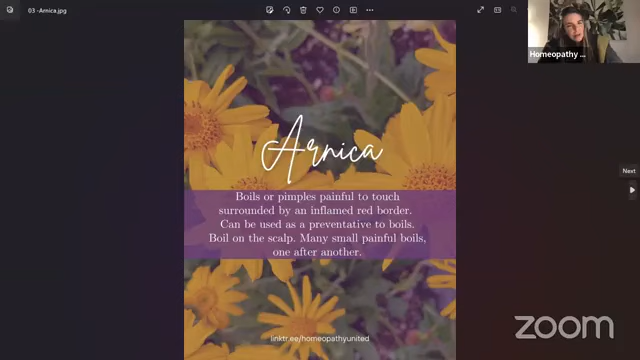 03 -Arnica.jpg
Homeopathy ...
Arnica
Next
Boils or pimples painful to touch
surrounded by an inflamed red border.
Can be used as a preventative to boils.
Boil on the scalp. Many small painful boils,
one after another.
zoom
linktr.ee/homeopathyunited